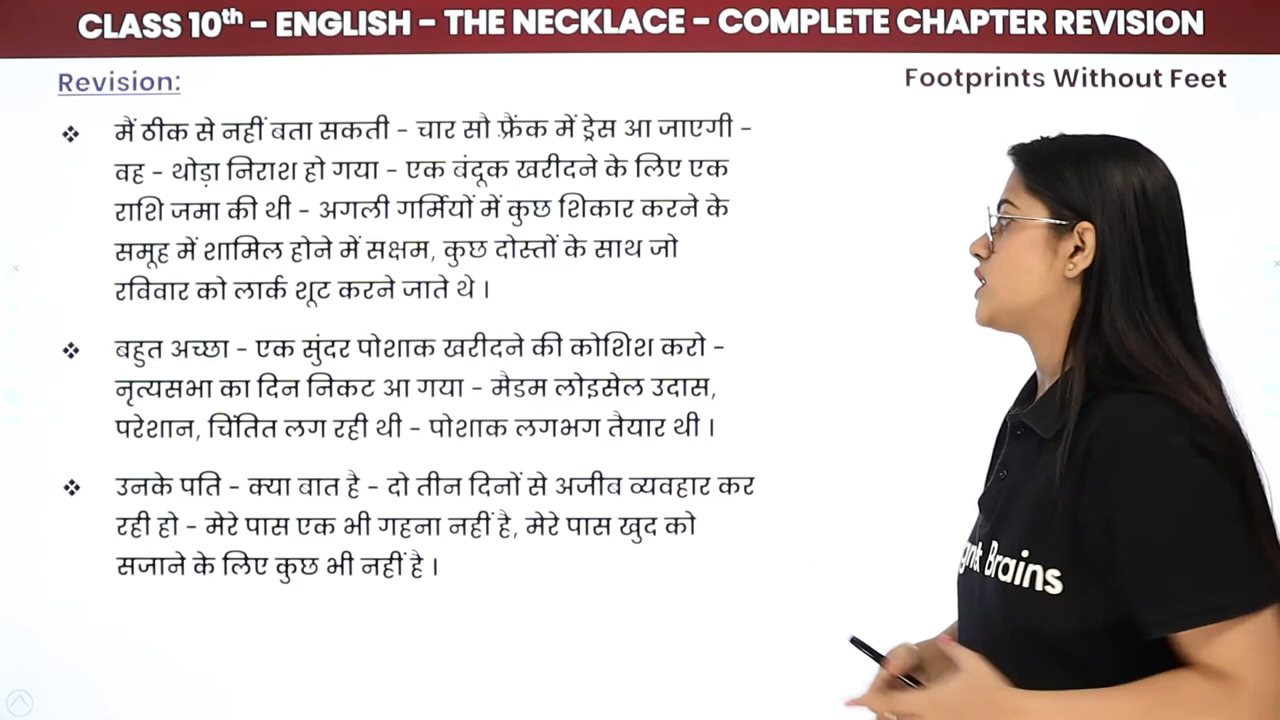 CLASS 10th – ENGLISH – THE NECKLACE – COMPLETE CHAPTER REVISION
Revision:
Footprints Without Feet
❖ मैं ठीक से नहीं बता सकती – चार सौ फ्रैंक में ड्रेस आ जाएगी –
वह – थोड़ा निराश हो गया – एक बंदूक खरीदने के लिए एक
राशि जमा की थी – अगली गर्मियों में कुछ शिकार करने के
समूह में शामिल होने में सक्षम, कुछ दोस्तों के साथ जो
रविवार को लार्क शूट करने जाते थे ।
❖ बहुत अच्छा – एक सुंदर पोशाक खरीदने की कोशिश करो –
नृत्यसभा का दिन निकट आ गया – मैडम लोइसेल उदास,
परेशान, चिंतित लग रही थी – पोशाक लगभग तैयार थी ।
❖ उनके पति – क्या बात है – दो तीन दिनों से अजीब व्यवहार कर
रही हो – मेरे पास एक भी गहना नहीं है, मेरे पास खुद को
सजाने के लिए कुछ भी नहीं है ।
Brains